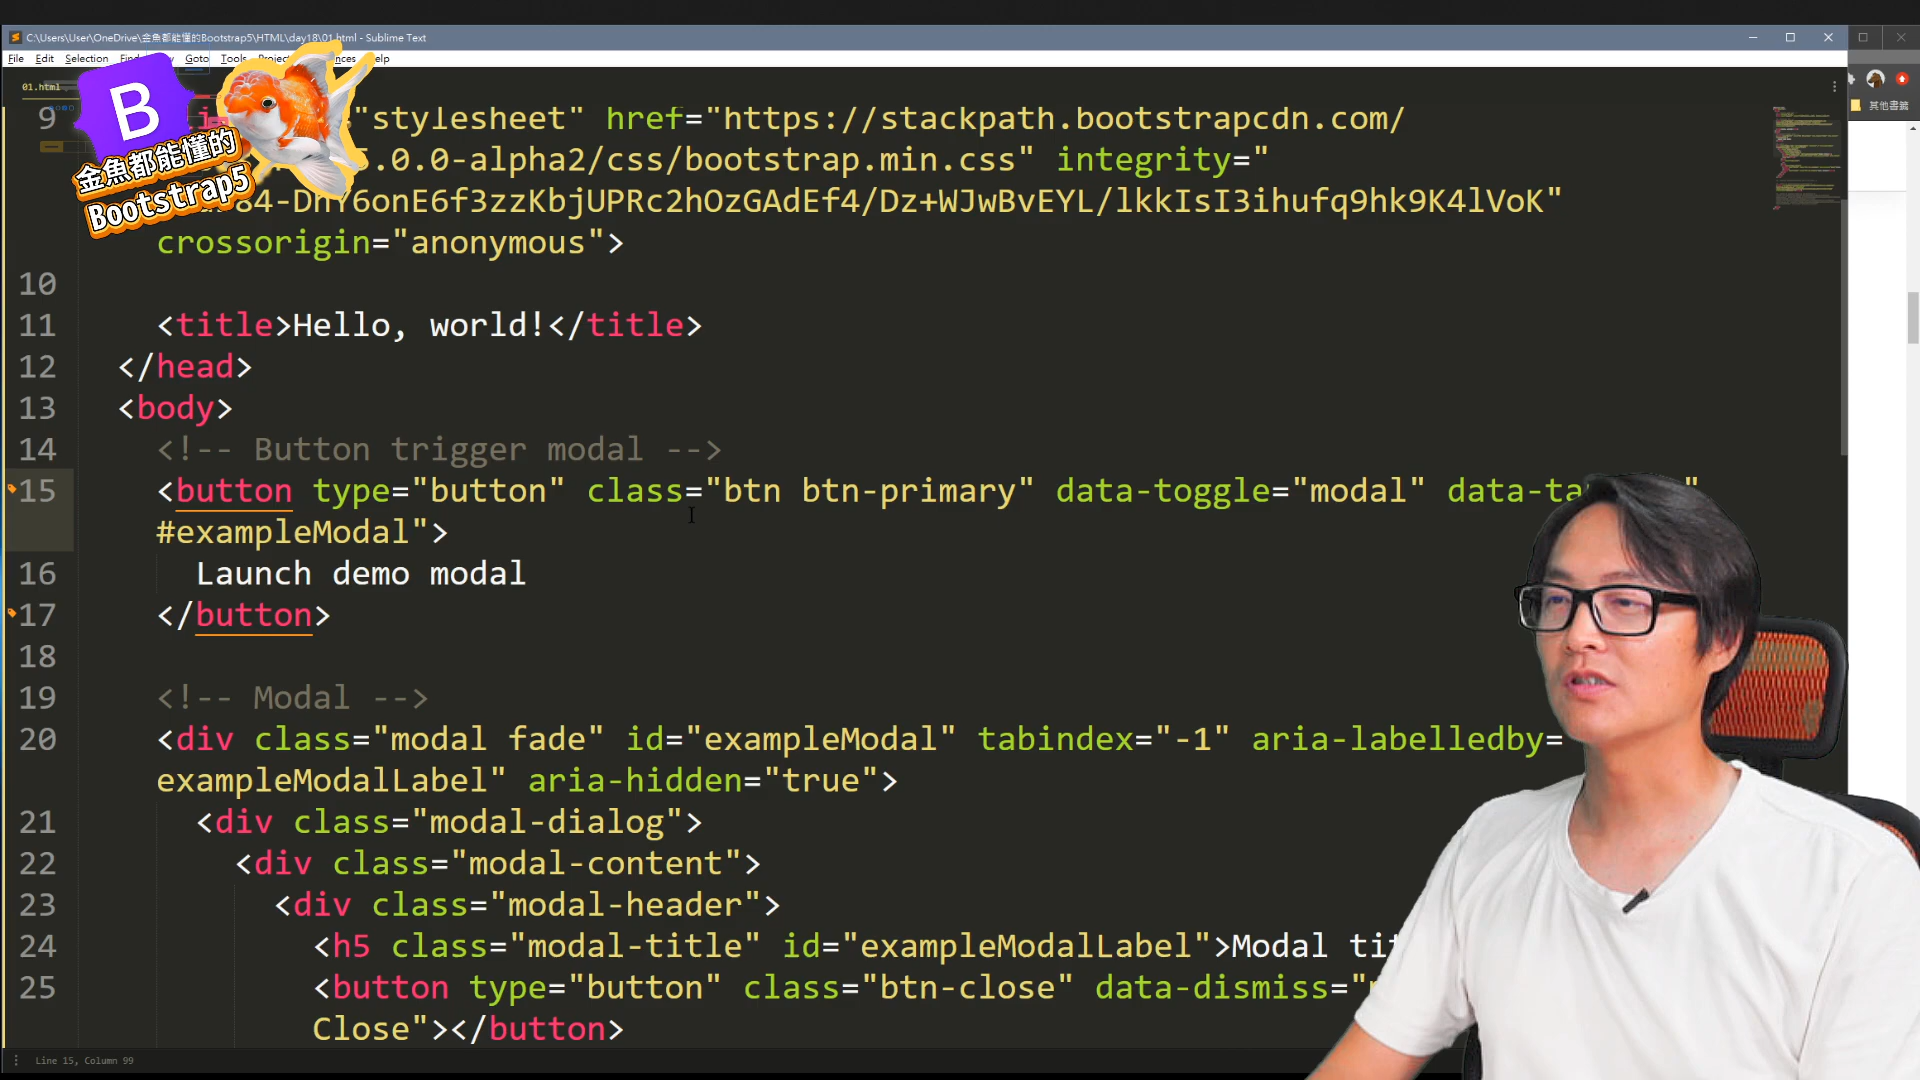 C:\Users\User\OneDrive\金魚都能懂的Bootstrap5\HTML\day18\01.html - Sublime Text
File Edit Selection Goto Tools
01.html
其他書籤
B
金魚都能懂的
Bootstrap5
9 "stylesheet" href="https://stackpath.bootstrapcdn.com/
5.0.0-alpha2/css/bootstrap.min.css" integrity="
84-DhY6onE6f3zzKbjUPRc2hOzGAdEf4/Dz+WJwBvEYL/lkkIsI3ihufq9hk9K4lVoK"
crossorigin="anonymous">
10
11 <title>Hello, world!</title>
12 </head>
13 <body>
14 <!-- Button trigger modal -->
15 <button type="button" class="btn btn-primary" data-toggle="modal" data-ta "
#exampleModal">
16 Launch demo modal
17 </button>
18
19 <!-- Modal -->
20 <div class="modal fade" id="exampleModal" tabindex="-1" aria-labelledby=
exampleModalLabel" aria-hidden="true">
21 <div class="modal-dialog">
22 <div class="modal-content">
23 <div class="modal-header">
24 <h5 class="modal-title" id="exampleModalLabel">Modal tit
25 <button type="button" class="btn-close" data-dismiss="
Close"></button>
Line 15, Column 99